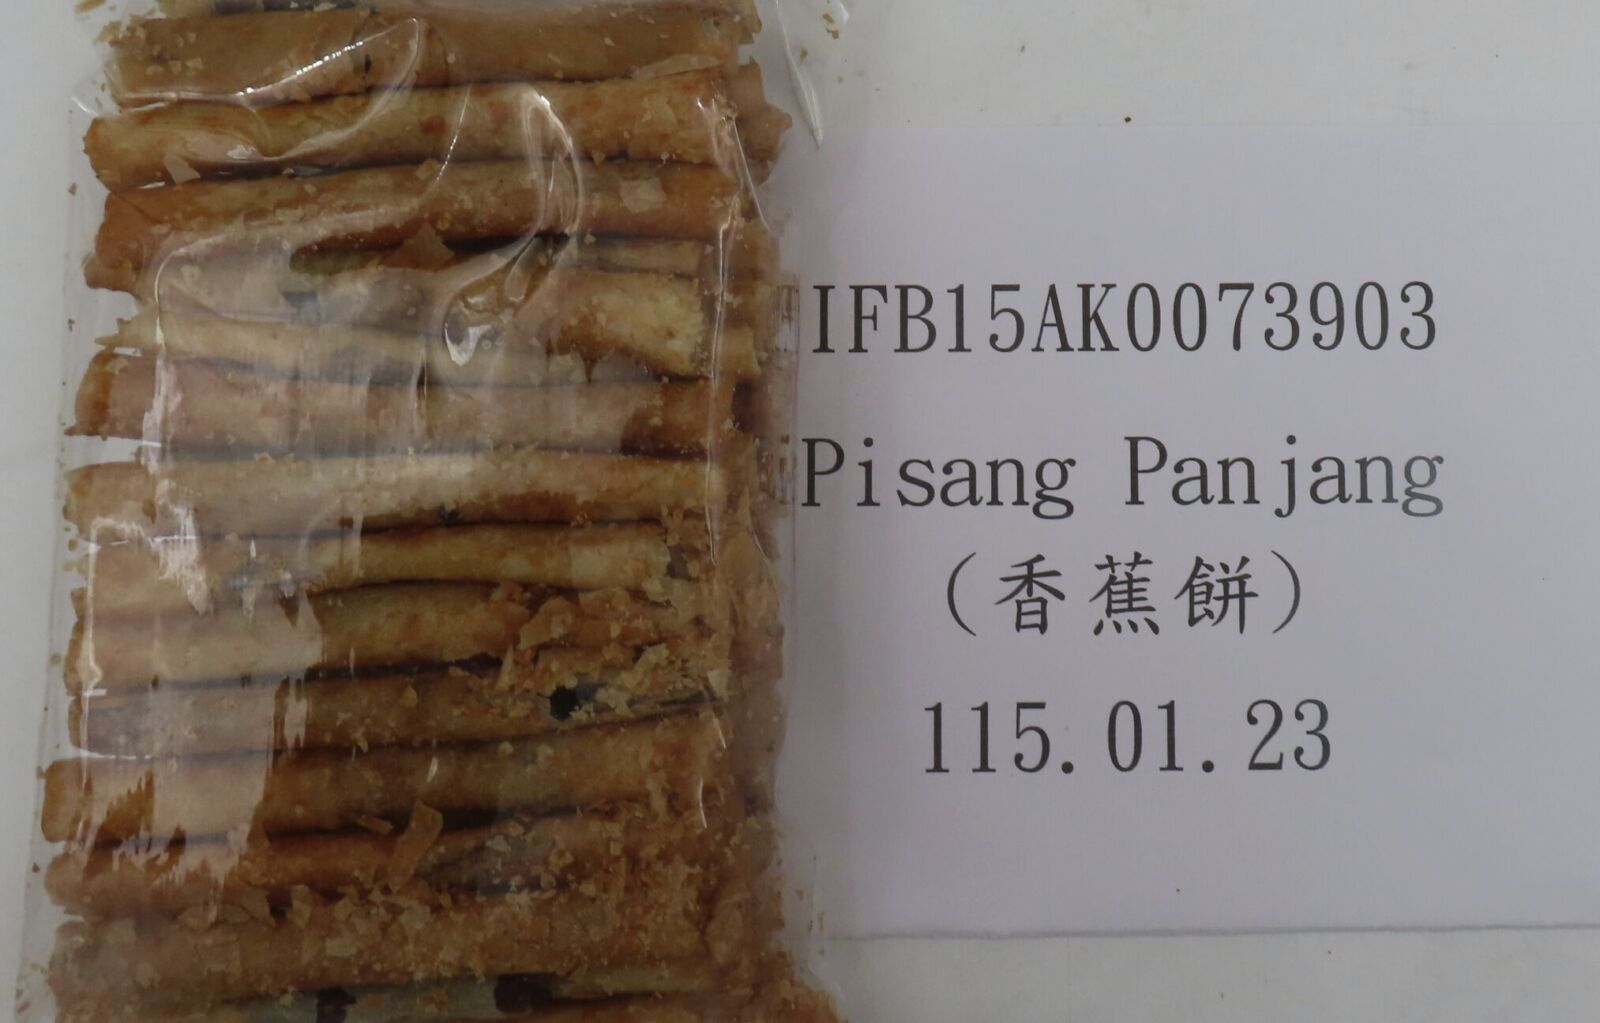 IFB15AK0073903
Pisang Panjang
(香蕉餅)
115.01.23